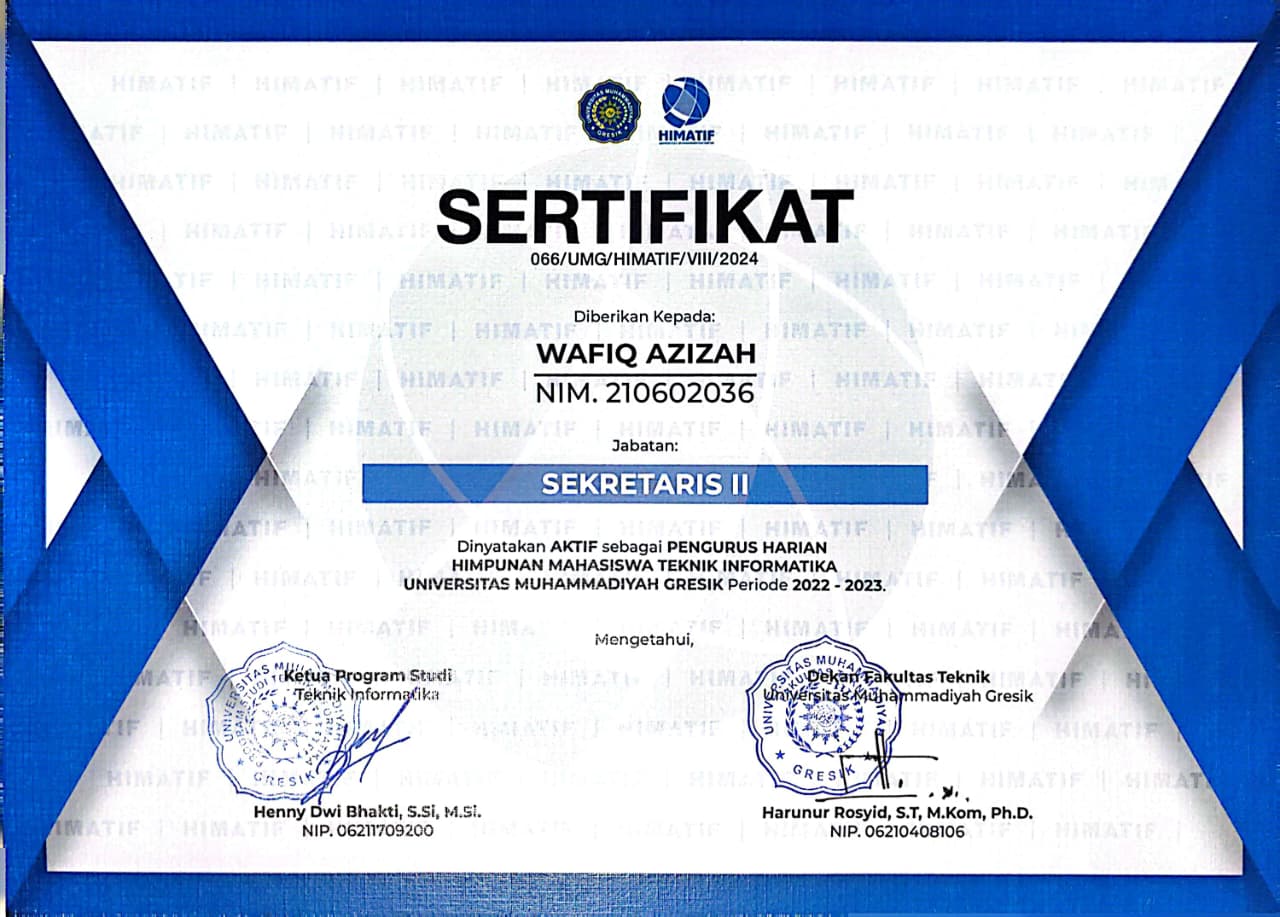 HIMATIF
SERTIFIKAT
066/UMG/HIMATIF/VIII/2024
Diberikan Kepada:
WAFIQ AZIZAH
NIM. 210602036
Jabatan:
SEKRETARIS II
Dinyatakan AKTIF sebagai PENGURUS HARIAN
HIMPUNAN MAHASISWA TEKNIK INFORMATIKA
UNIVERSITAS MUHAMMADIYAH GRESIK Periode 2022 - 2023.
Mengetahui,
Ketua Program Studi
Teknik Informatika
Henny Dwi Bhakti, S.Si, M.Si.
NIP. 06211709200
Dekan Fakultas Teknik
Universitas Muhammadiyah Gresik
Harunur Rosyid, S.T, M.Kom, Ph.D.
NIP. 06210408106